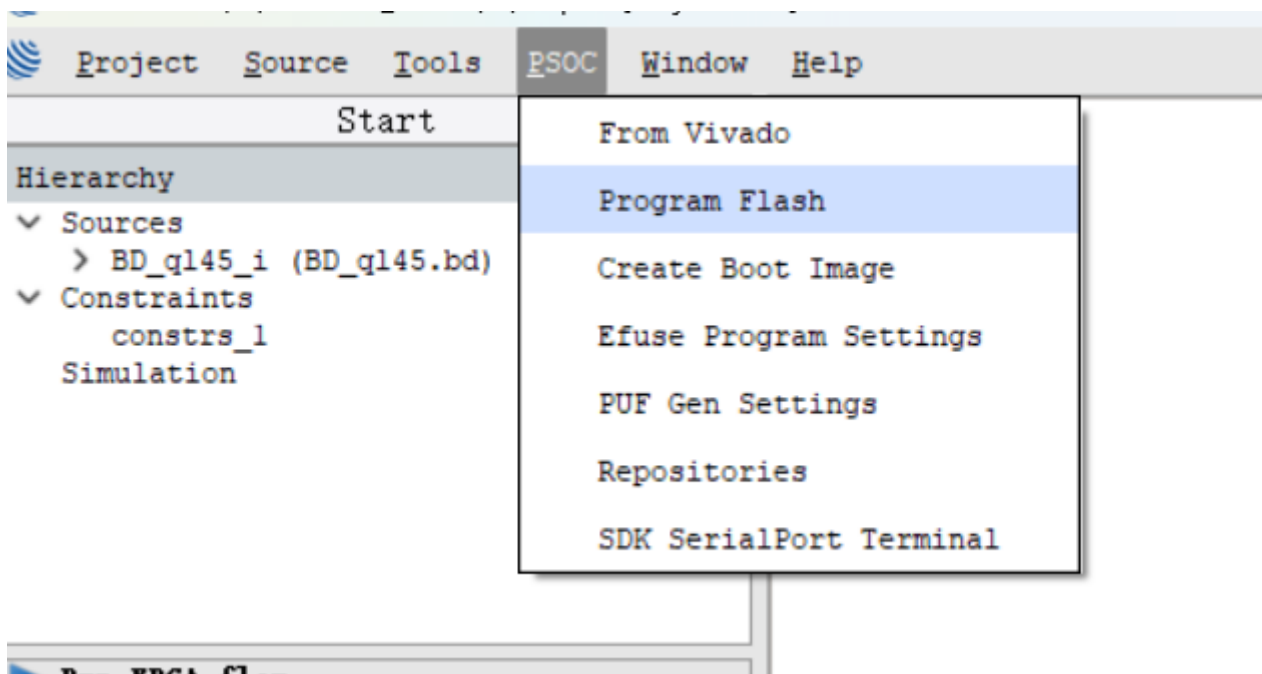 Project Source Tools PSOC Window Help
Start
Hierarchy
Sources
BD_ql45_i (BD_ql45.bd)
Constraints
constrs_1
Simulation
From Vivado
Program Flash
Create Boot Image
Efuse Program Settings
PUF Gen Settings
Repositories
SDK SerialPort Terminal